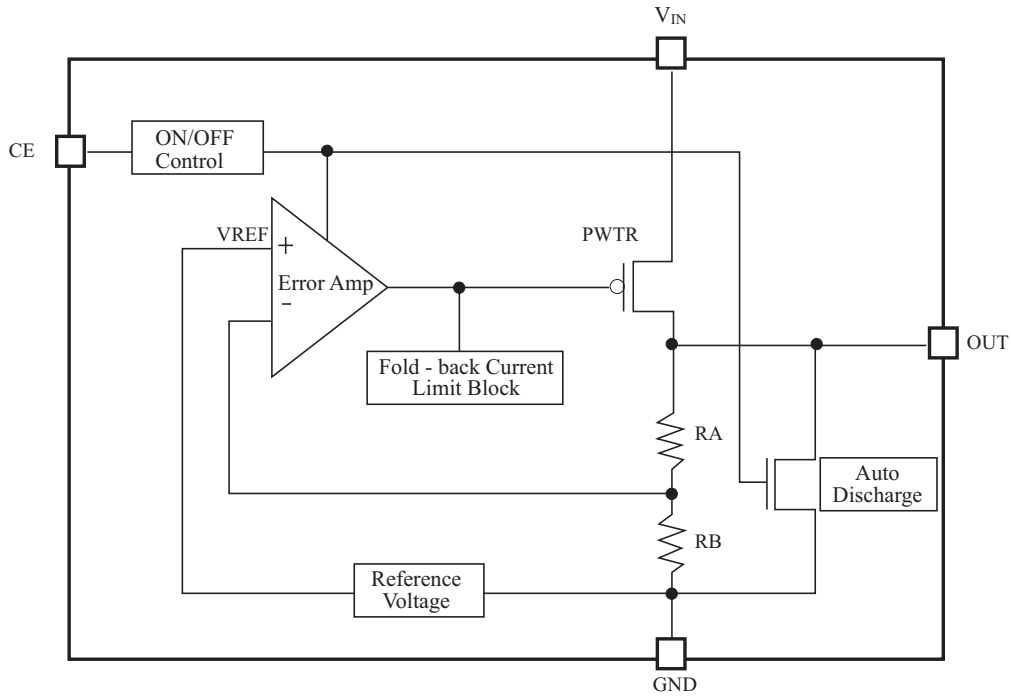 VIN
CE
ON/OFF
Control
VREF
+
Error Amp
-
PWTR
OUT
Fold - back Current
Limit Block
RA
Auto
Discharge
RB
Reference
Voltage
GND